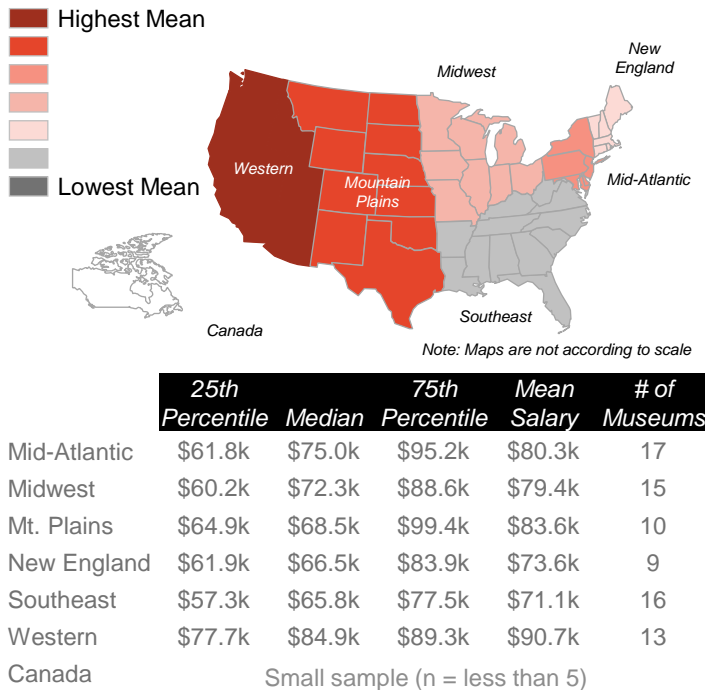 Highest Mean
Lowest Mean
Midwest
New
England
Western
Mountain
Plains
Mid-Atlantic
Southeast
Canada
Note: Maps are not according to scale
25th 75th Mean # of
Percentile Median Percentile Salary Museums
Mid-Atlantic $61.8k $75.0k $95.2k $80.3k 17
Midwest $60.2k $72.3k $88.6k $79.4k 15
Mt. Plains $64.9k $68.5k $99.4k $83.6k 10
New England $61.9k $66.5k $83.9k $73.6k 9
Southeast $57.3k $65.8k $77.5k $71.1k 16
Western $77.7k $84.9k $89.3k $90.7k 13
Canada Small sample (n = less than 5)